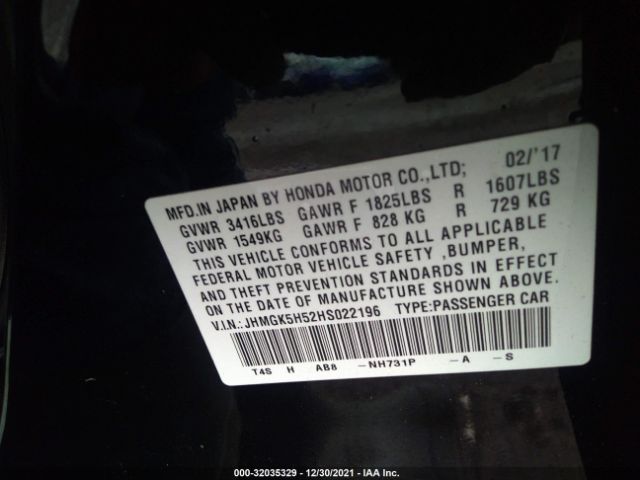 MFD.IN JAPAN BY HONDA MOTOR CO.,LTD; 02/'17
GVWR 3416LBS GAWR F 1825LBS R 1607LBS
GVWR 1549KG GAWR F 828 KG R 729 KG
THIS VEHICLE CONFORMS TO ALL APPLICABLE
FEDERAL MOTOR VEHICLE SAFETY ,BUMPER,
AND THEFT PREVENTION STANDARDS IN EFFECT
ON THE DATE OF MANUFACTURE SHOWN ABOVE.
V.I.N.:JHMGK5H52HS022196 TYPE:PASSENGER CAR
T4S H AB8 -NH731P -A -S
000-32035329 - 12/30/2021 - IAA Inc.